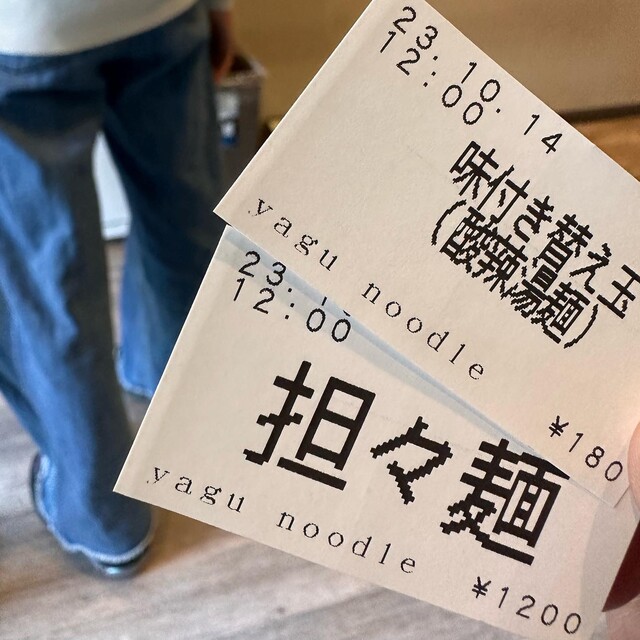 23.10.14
12:00
味付き替え玉
(酸辣湯麺)
yagu noodle
¥180
23.
12:00
担々麺
yagu noodle
¥1200